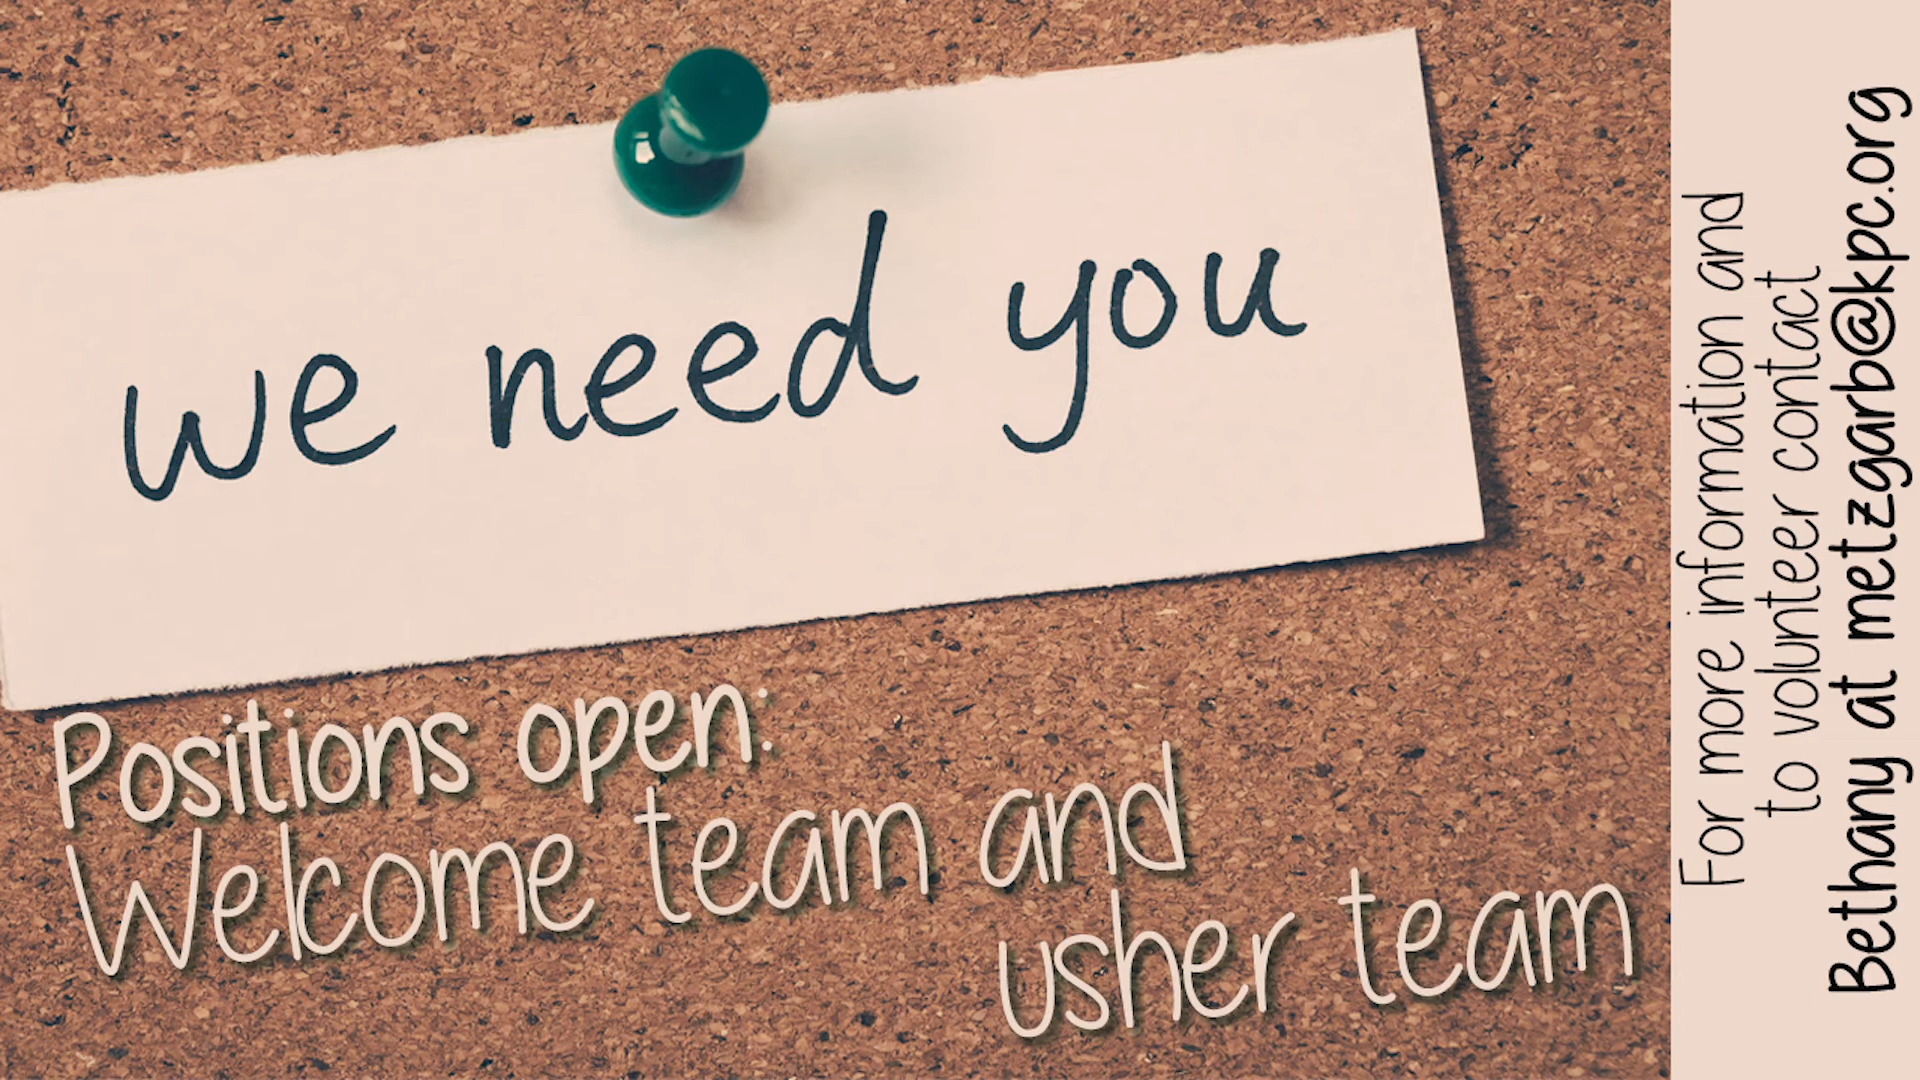 we need you
Positions open:
Welcome team and
usher team
For more information and
to volunteer contact
Bethany at metzgarb@kpc.org